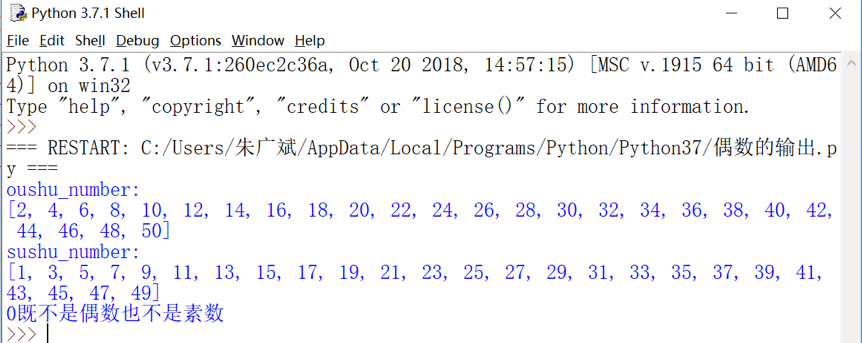 Python 3.7.1 Shell
File Edit Shell Debug Options Window Help
Python 3.7.1 (v3.7.1:260ec2c36a, Oct 20 2018, 14:57:15) [MSC v.1915 64 bit (AMD6
4)] on win32
Type "help", "copyright", "credits" or "license()" for more information.
>>>
=== RESTART: C:/Users/朱广斌/AppData/Local/Programs/Python/Python37/偶数的输出.p
y ===
oushu_number:
[2, 4, 6, 8, 10, 12, 14, 16, 18, 20, 22, 24, 26, 28, 30, 32, 34, 36, 38, 40, 42,
44, 46, 48, 50]
sushu_number:
[1, 3, 5, 7, 9, 11, 13, 15, 17, 19, 21, 23, 25, 27, 29, 31, 33, 35, 37, 39, 41,
43, 45, 47, 49]
0既不是偶数也不是素数
>>>